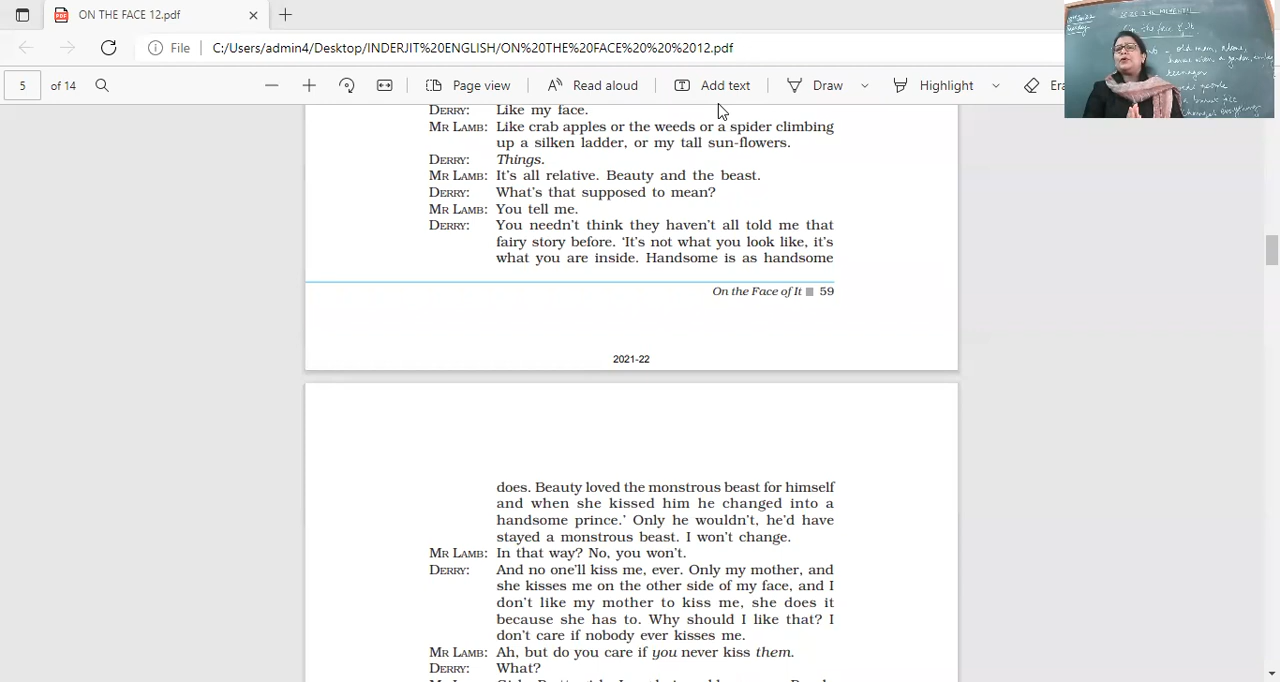 ON THE FACE 12.pdf
File
C:/Users/admin4/Desktop/INDERJIT%20ENGLISH/ON%20THE%20FACE%20%20%2012.pdf
5 of 14
Page view
Read aloud
Add text
Draw
Highlight
Era
DERRY: Like my face.
MR LAMB: Like crab apples or the weeds or a spider climbing
up a silken ladder, or my tall sun-flowers.
DERRY: Things.
MR LAMB: It's all relative. Beauty and the beast.
DERRY: What's that supposed to mean?
MR LAMB: You tell me.
DERRY: You needn't think they haven't all told me that
fairy story before. 'It's not what you look like, it's
what you are inside. Handsome is as handsome
On the Face of It 59
2021-22
does. Beauty loved the monstrous beast for himself
and when she kissed him he changed into a
handsome prince.' Only he wouldn't, he'd have
stayed a monstrous beast. I won't change.
MR LAMB: In that way? No, you won't.
DERRY: And no one'll kiss me, ever. Only my mother, and
she kisses me on the other side of my face, and I
don't like my mother to kiss me, she does it
because she has to. Why should I like that? I
don't care if nobody ever kisses me.
MR LAMB: Ah, but do you care if you never kiss them.
DERRY: What?
old man
teenager
people
face